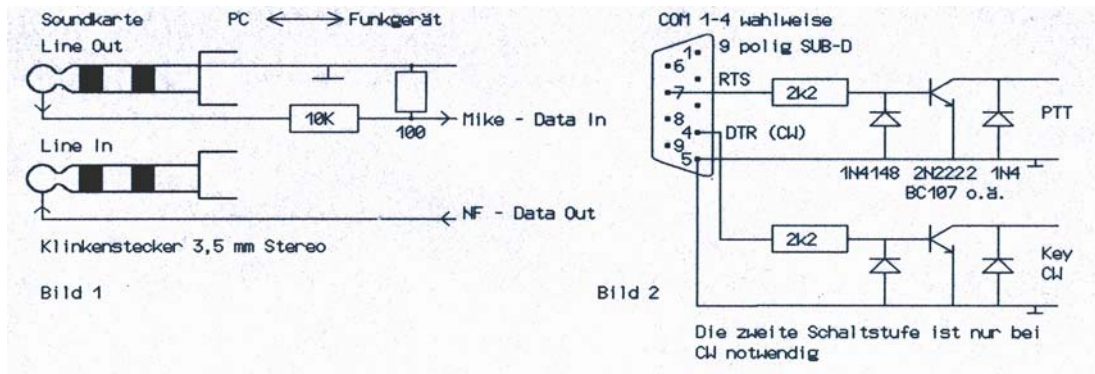 Soundkarte PC Funkgerät
Line Out
10K
100
Mike - Data In
Line In
NF - Data Out
Klinkenstecker 3,5 mm Stereo
Bild 1
COM 1-4 wahlweise
9 polig SUB-D
1
6
RTS
7
8
4
DTR (CW)
9
5
2k2
PTT
1N4148 2N2222 1N4
BC107 o.ä.
2k2
Key
CW
Bild 2
Die zweite Schaltstufe ist nur bei
CW notwendig